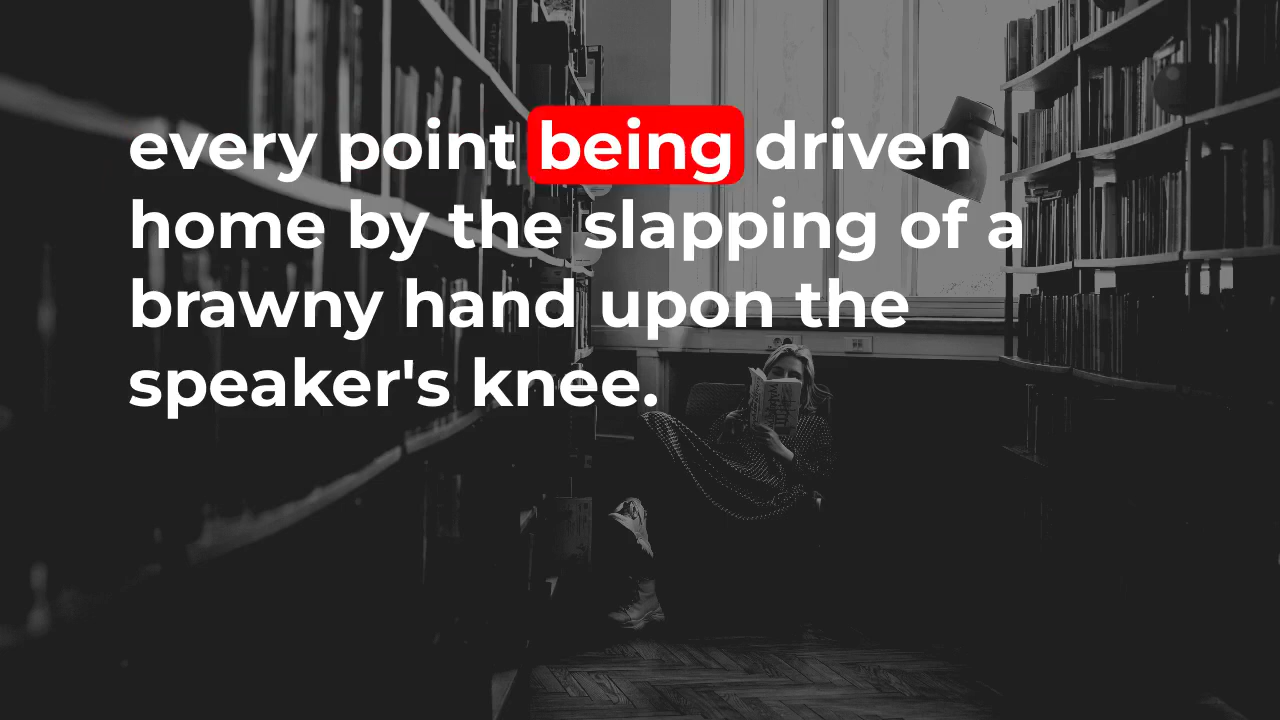 every point being driven
home by the slapping of a
brawny hand upon the
speaker's knee.